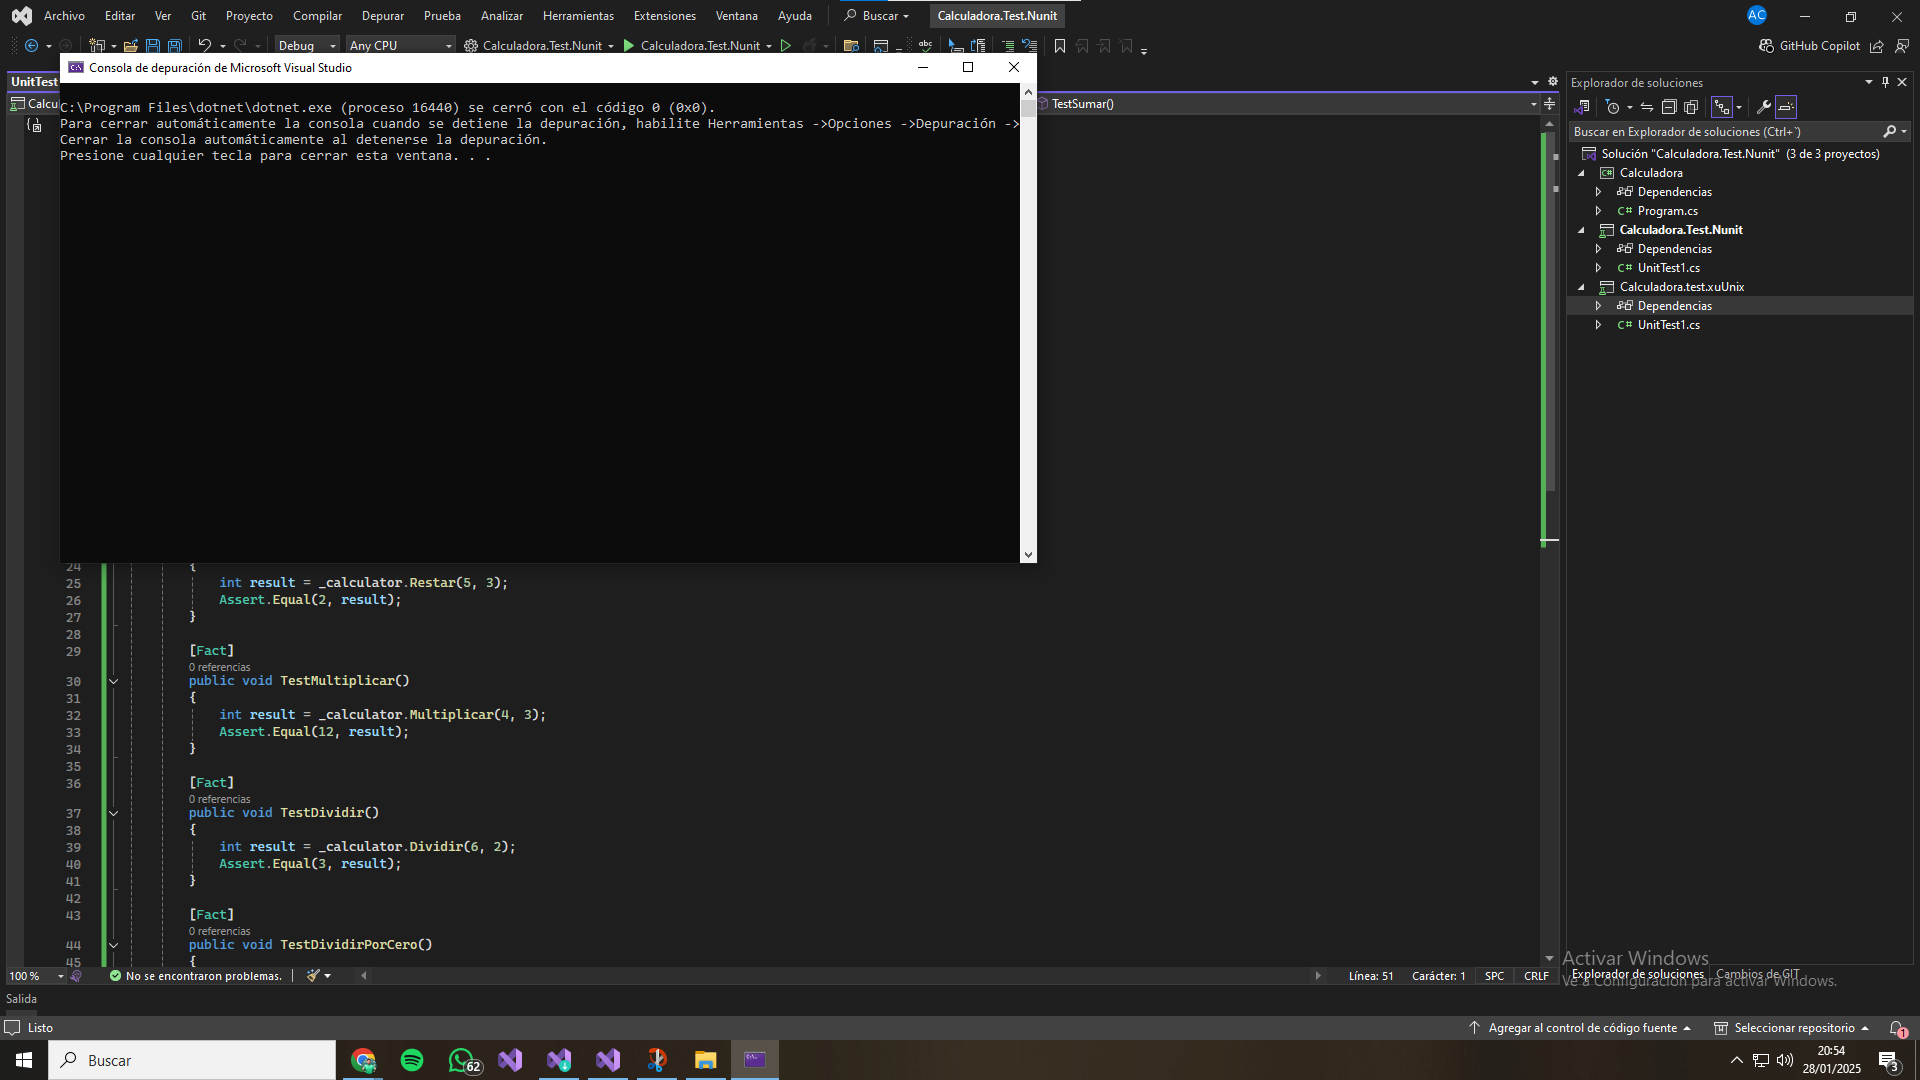 Archivo Editar Ver Git Proyecto Compilar Depurar Prueba Analizar Herramientas Extensiones Ventana Ayuda Buscar Calculadora.Test.Nunit AC
Debug Any CPU Calculadora.Test.Nunit Calculadora.Test.Nunit GitHub Copilot
UnitTest
Consola de depuración de Microsoft Visual Studio
Calcu
TestSumar()
C:\Program Files\dotnet\dotnet.exe (proceso 16440) se cerró con el código 0 (0x0).
Para cerrar automáticamente la consola cuando se detiene la depuración, habilite Herramientas ->Opciones ->Depuración ->
Cerrar la consola automáticamente al detenerse la depuración.
Presione cualquier tecla para cerrar esta ventana. . .
24 {
25 int result = _calculator.Restar(5, 3);
26 Assert.Equal(2, result);
27 }
28
29 [Fact]
0 referencias
30 public void TestMultiplicar()
31 {
32 int result = _calculator.Multiplicar(4, 3);
33 Assert.Equal(12, result);
34 }
35
36 [Fact]
0 referencias
37 public void TestDividir()
38 {
39 int result = _calculator.Dividir(6, 2);
40 Assert.Equal(3, result);
41 }
42
43 [Fact]
0 referencias
44 public void TestDividirPorCero()
45 {
100 % No se encontraron problemas. Línea: 51 Carácter: 1 SPC CRLF
Explorador de soluciones
Buscar en Explorador de soluciones (Ctrl+`)
Solución "Calculadora.Test.Nunit" (3 de 3 proyectos)
Calculadora
Dependencias
C# Program.cs
Calculadora.Test.Nunit
Dependencias
C# UnitTest1.cs
Calculadora.test.xuUnix
Dependencias
C# UnitTest1.cs
Activar Windows
Ve a Configuración para activar Windows.
Explorador de soluciones Cambios de GIT
Salida
Listo Agregar al control de código fuente Seleccionar repositorio 1
Buscar 62 20:54
28/01/2025 3